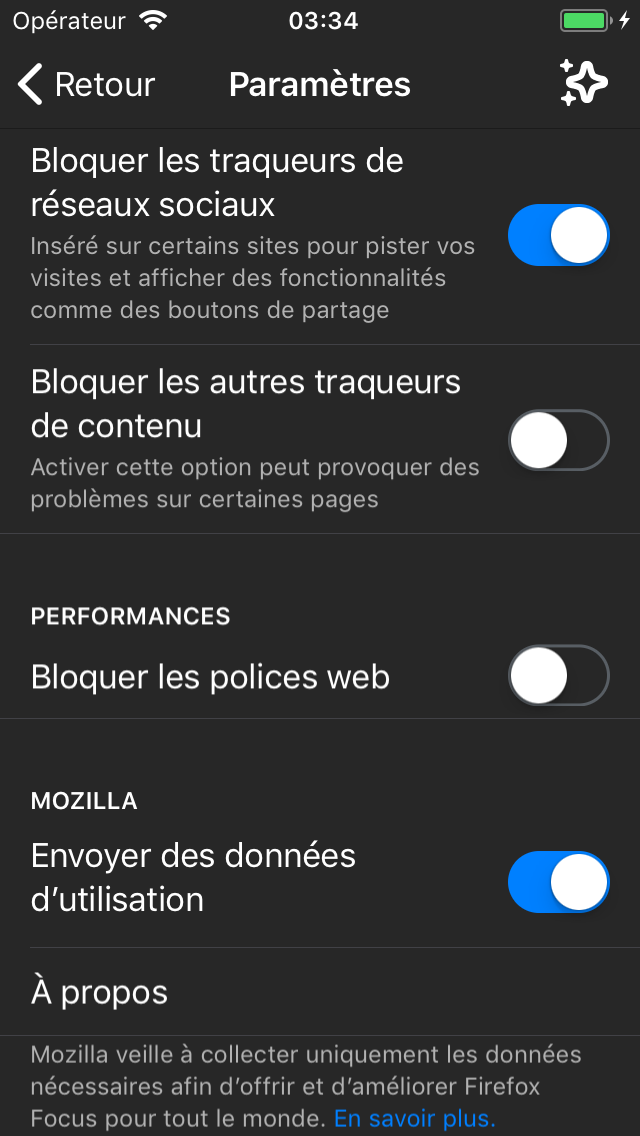 Opérateur 03:34
Retour Paramètres
Bloquer les traqueurs de
réseaux sociaux
Inséré sur certains sites pour pister vos
visites et afficher des fonctionnalités
comme des boutons de partage
Bloquer les autres traqueurs
de contenu
Activer cette option peut provoquer des
problèmes sur certaines pages
PERFORMANCES
Bloquer les polices web
MOZILLA
Envoyer des données
d’utilisation
À propos
Mozilla veille à collecter uniquement les données
nécessaires afin d’offrir et d’améliorer Firefox
Focus pour tout le monde. En savoir plus.